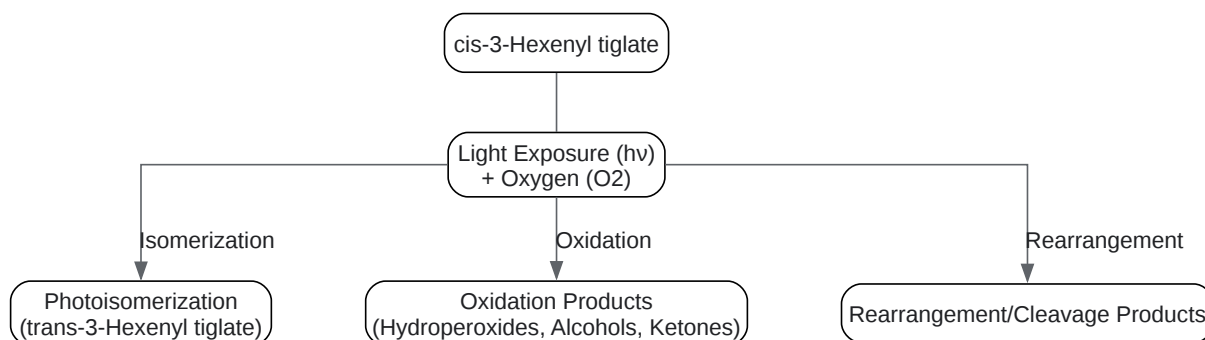 cis-3-Hexenyl tiglate
Light Exposure (hν)
+ Oxygen (O2)
Isomerization
Oxidation
Rearrangement
Photoisomerization
(trans-3-Hexenyl tiglate)
Oxidation Products
(Hydroperoxides, Alcohols, Ketones)
Rearrangement/Cleavage Products